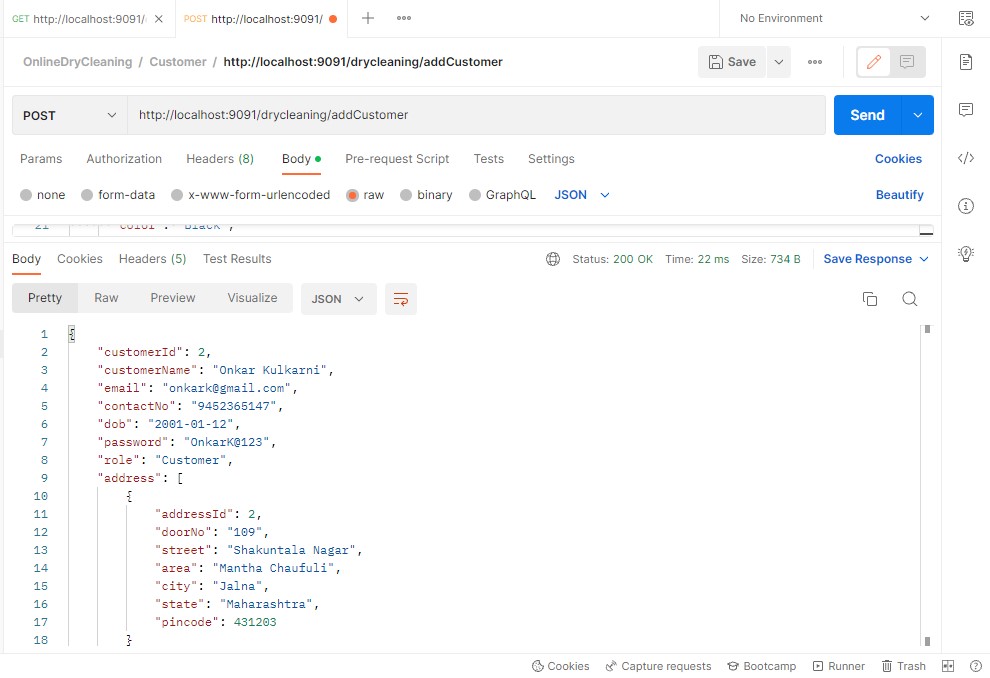 GET http://localhost:9091/ POST http://localhost:9091/ No Environment
OnlineDryCleaning / Customer / http://localhost:9091/drycleaning/addCustomer Save
POST http://localhost:9091/drycleaning/addCustomer Send
Params Authorization Headers (8) Body Pre-request Script Tests Settings Cookies
none form-data x-www-form-urlencoded raw binary GraphQL JSON Beautify
21 "color": "Black",
Body Cookies Headers (5) Test Results Status: 200 OK Time: 22 ms Size: 734 B Save Response
Pretty Raw Preview Visualize JSON
1 {
2 "customerId": 2,
3 "customerName": "Onkar Kulkarni",
4 "email": "onkark@gmail.com",
5 "contactNo": "9452365147",
6 "dob": "2001-01-12",
7 "password": "OnkarK@123",
8 "role": "Customer",
9 "address": [
10 {
11 "addressId": 2,
12 "doorNo": "109",
13 "street": "Shakuntala Nagar",
14 "area": "Mantha Chaufuli",
15 "city": "Jalna",
16 "state": "Maharashtra",
17 "pincode": 431203
18 }
Cookies Capture requests Bootcamp Runner Trash